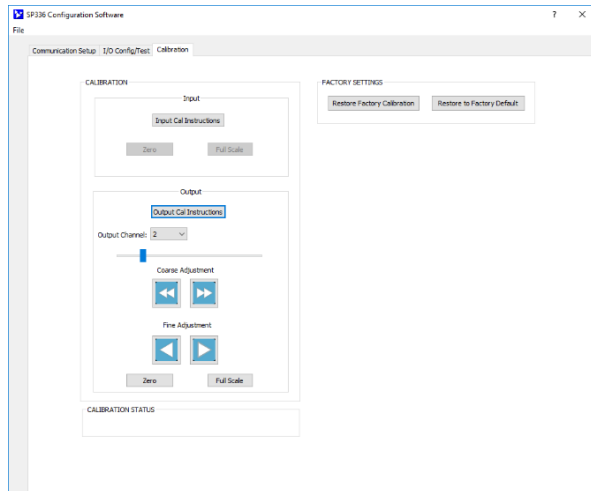 SP336 Configuration Software
?
File
Communication Setup
I/O Config/Test
Calibration
CALIBRATION
Input
Input Cal Instructions
Zero
Full Scale
Output
Output Cal Instructions
Output Channel:
2
Coarse Adjustment
Fine Adjustment
Zero
Full Scale
CALIBRATION STATUS
FACTORY SETTINGS
Restore Factory Calibration
Restore to Factory Default